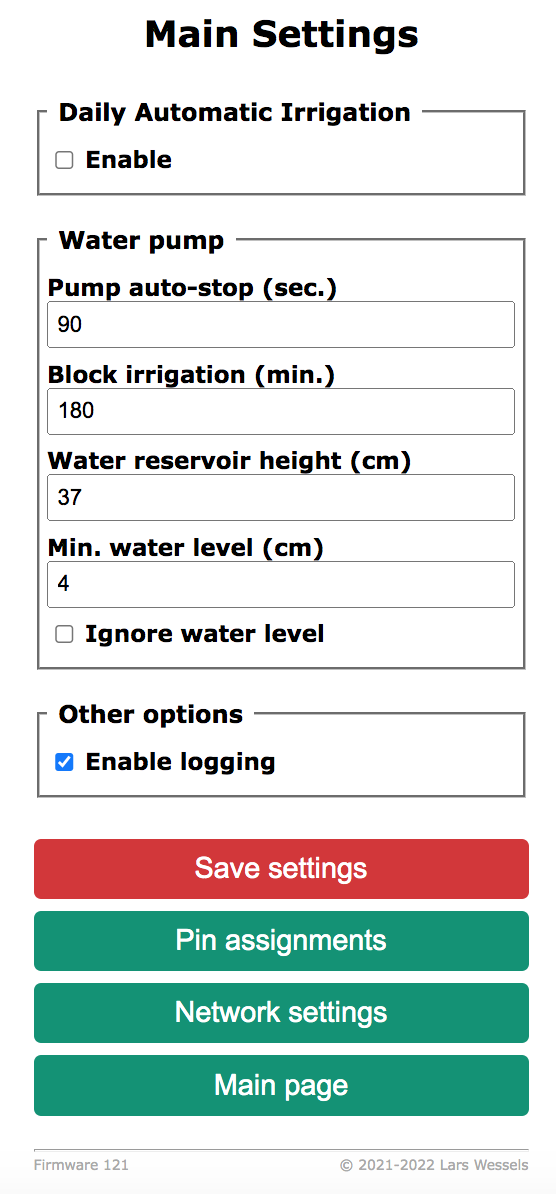 Main Settings
Daily Automatic Irrigation
Enable
Water pump
Pump auto-stop (sec.)
90
Block irrigation (min.)
180
Water reservoir height (cm)
37
Min. water level (cm)
4
Ignore water level
Other options
Enable logging
Save settings
Pin assignments
Network settings
Main page
Firmware 121 © 2021-2022 Lars Wessels